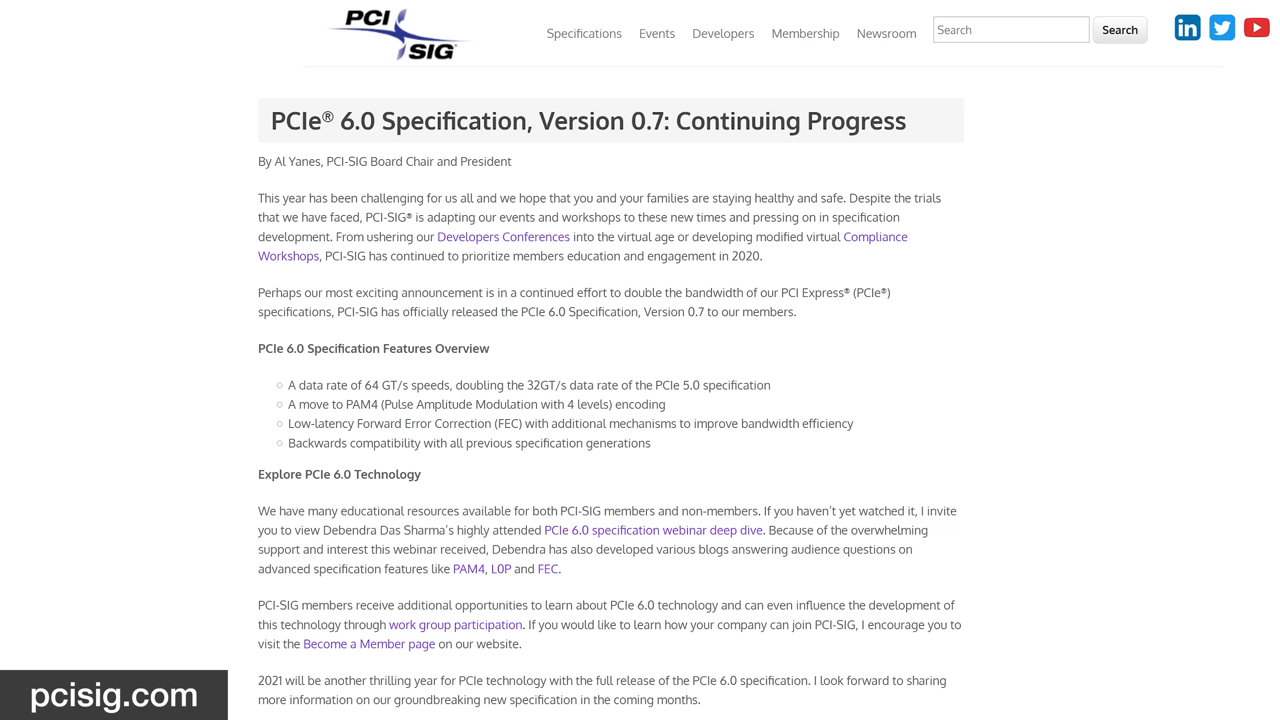 PCI
SIG®
Specifications
Events
Developers
Membership
Newsroom
Search
Search
in
PCIe® 6.0 Specification, Version 0.7: Continuing Progress
By Al Yanes, PCI-SIG Board Chair and President
This year has been challenging for us all and we hope that you and your families are staying healthy and safe. Despite the trials
that we have faced, PCI-SIG® is adapting our events and workshops to these new times and pressing on in specification
development. From ushering our Developers Conferences into the virtual age or developing modified virtual Compliance
Workshops, PCI-SIG has continued to prioritize members education and engagement in 2020.
Perhaps our most exciting announcement is in a continued effort to double the bandwidth of our PCI Express® (PCIe®)
specifications, PCI-SIG has officially released the PCIe 6.0 Specification, Version 0.7 to our members.
PCIe 6.0 Specification Features Overview
A data rate of 64 GT/s speeds, doubling the 32GT/s data rate of the PCIe 5.0 specification
A move to PAM4 (Pulse Amplitude Modulation with 4 levels) encoding
Low-latency Forward Error Correction (FEC) with additional mechanisms to improve bandwidth efficiency
Backwards compatibility with all previous specification generations
Explore PCIe 6.0 Technology
We have many educational resources available for both PCI-SIG members and non-members. If you haven't yet watched it, I invite
you to view Debendra Das Sharma's highly attended PCIe 6.0 specification webinar deep dive. Because of the overwhelming
support and interest this webinar received, Debendra has also developed various blogs answering audience questions on
advanced specification features like PAM4, L0P and FEC.
PCI-SIG members receive additional opportunities to learn about PCIe 6.0 technology and can even influence the development of
this technology through work group participation. If you would like to learn how your company can join PCI-SIG, I encourage you to
visit the Become a Member page on our website.
2021 will be another thrilling year for PCIe technology with the full release of the PCIe 6.0 specification. I look forward to sharing
more information on our groundbreaking new specification in the coming months.
pcisig.com